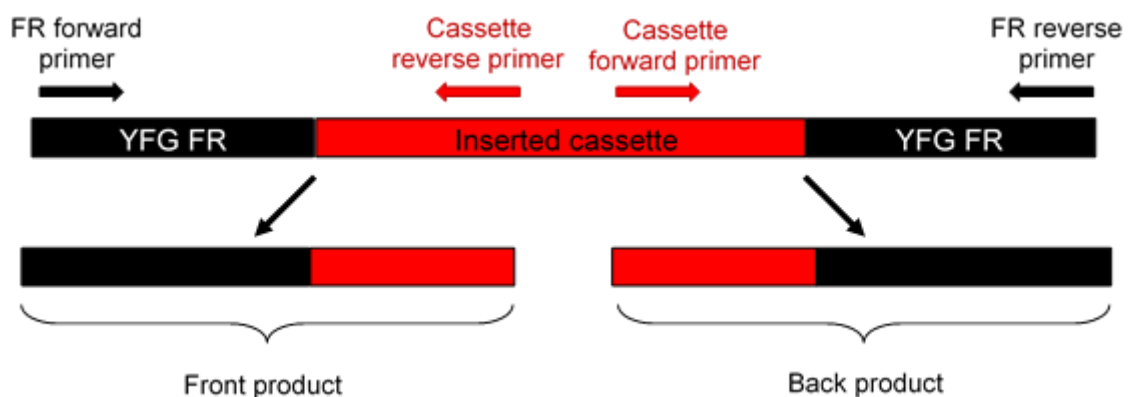 FR forward
primer
Cassette
reverse primer
Cassette
forward primer
FR reverse
primer
YFG FR
Inserted cassette
YFG FR
Front product
Back product